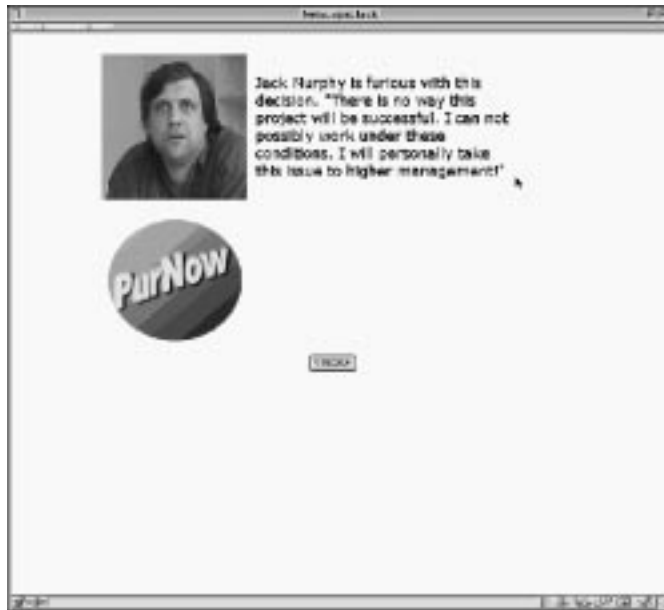 Jack Murphy is furious with this
decision. "There is no way this
project will be successful. I can not
possibly work under these
conditions. I will personally take
this issue to higher management!"
PurNow